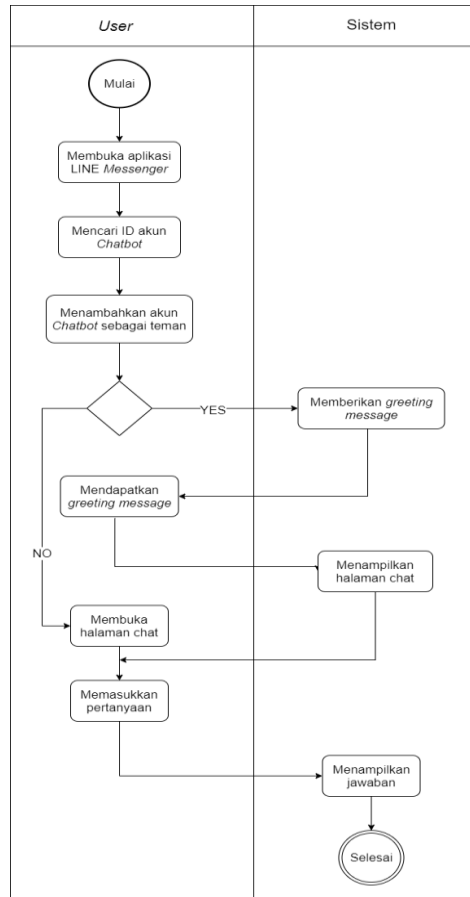 User
Sistem
Mulai
Membuka aplikasi
LINE Messenger
Mencari ID akun
Chatbot
Menambahkan akun
Chatbot sebagai teman
YES
Memberikan greeting
message
Mendapatkan
greeting message
NO
Menampilkan
halaman chat
Membuka
halaman chat
Memasukkan
pertanyaan
Menampilkan
jawaban
Selesai